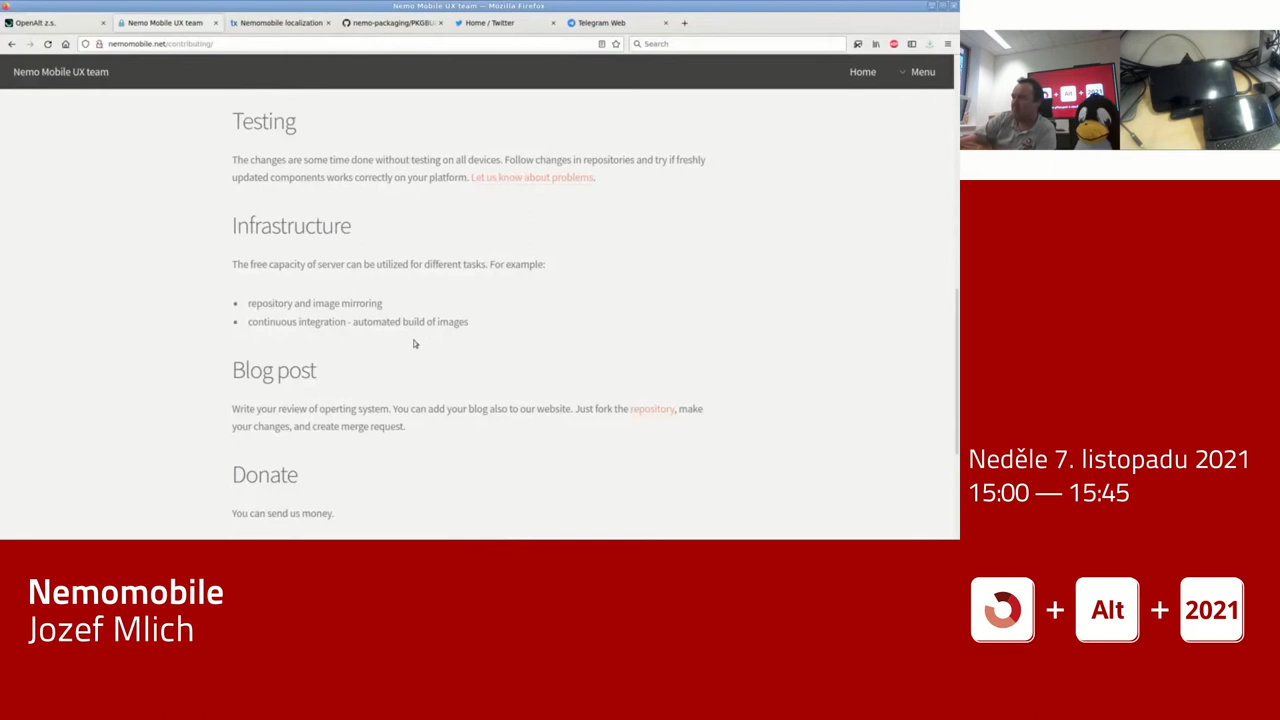 Nemo Mobile UX team — Mozilla Firefox
OpenAlt z.s.
Nemo Mobile UX team
Nemomobile localization
nemo-packaging/PKGBU
Home / Twitter
Telegram Web
nemomobile.net/contributing/
Search
Nemo Mobile UX team
Home
Menu
Testing
The changes are some time done without testing on all devices. Follow changes in repositories and try if freshly
updated components works correctly on your platform. Let us know about problems.
Infrastructure
The free capacity of server can be utilized for different tasks. For example:
• repository and image mirroring
• continuous integration - automated build of images
Blog post
Write your review of operting system. You can add your blog also to our website. Just fork the repository, make
your changes, and create merge request.
Donate
You can send us money.
Alt
2021
Neděle 7. listopadu 2021
15:00 — 15:45
Nemomobile
Jozef Mlich
+ Alt + 2021